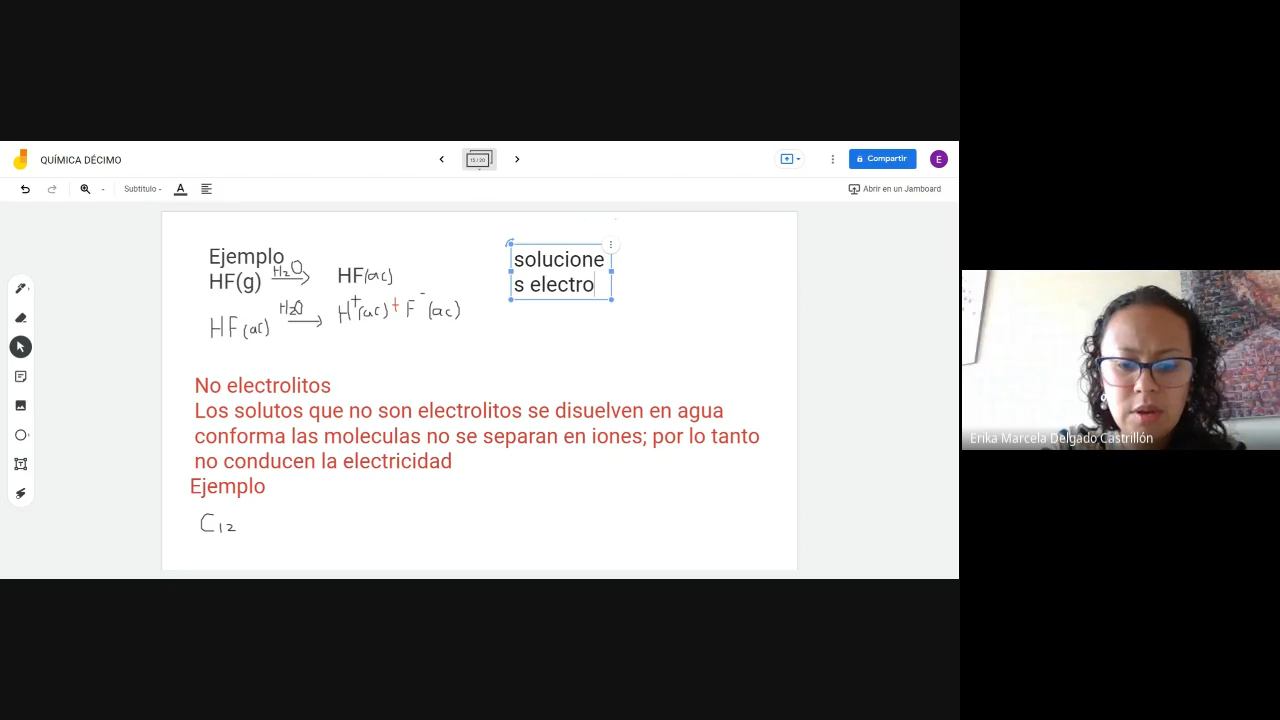 QUÍMICA DÉCIMO
15 / 20
Compartir
E
Subtítulo
A
Abrir en un Jamboard
Ejemplo
HF(g) H₂O → HF(ac)
HF(ac) H₂O → H⁺(ac) + F⁻(ac)
solucione
s electro
No electrolitos
Los solutos que no son electrolitos se disuelven en agua
conforma las moleculas no se separan en iones; por lo tanto
no conducen la electricidad
Ejemplo
C₁₂
Erika Marcela Delgado Castrillón